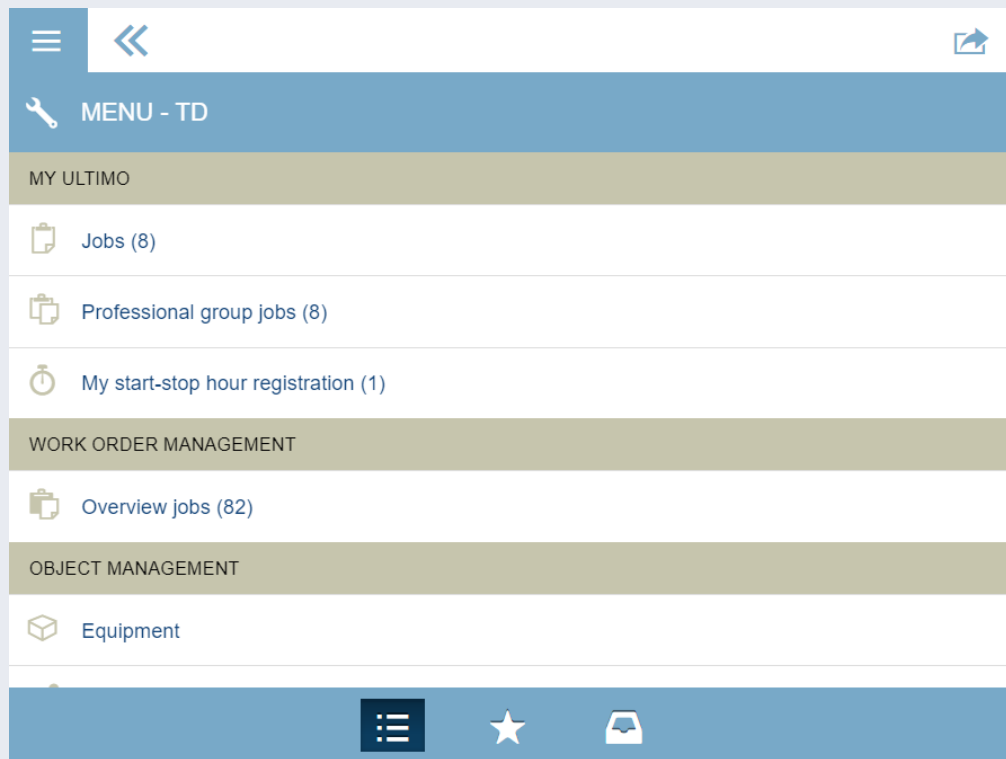 MENU - TD
MY ULTIMO
Jobs (8)
Professional group jobs (8)
My start-stop hour registration (1)
WORK ORDER MANAGEMENT
Overview jobs (82)
OBJECT MANAGEMENT
Equipment